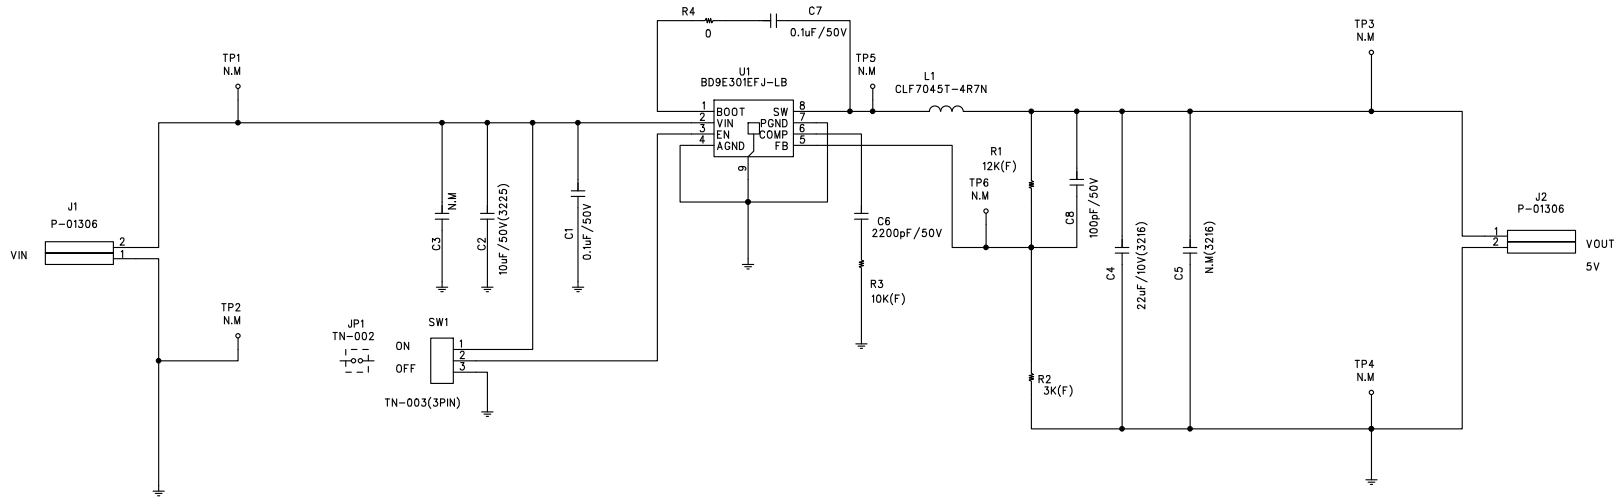 R4
0
C7
0.1uF/50V
TP3
N.M
TP1
N.M
U1
BD9E301EFJ-LB
TP5
N.M
L1
CLF7045T-4R7N
1
BOOT
SW
8
2
VIN
PGND
7
3
EN
COMP
6
4
AGND
FB
5
9
R1
12K(F)
TP6
N.M
C8
100pF/50V
J1
P-01306
VIN
2
1
C3
N.M
C2
10uF/50V(3225)
C1
0.1uF/50V
C6
2200pF/50V
R3
10K(F)
C4
22uF/10V(3216)
C5
N.M(3216)
J2
P-01306
1
2
VOUT
5V
TP2
N.M
JP1
TN-002
SW1
ON
OFF
1
2
3
TN-003(3PIN)
R2
3K(F)
TP4
N.M